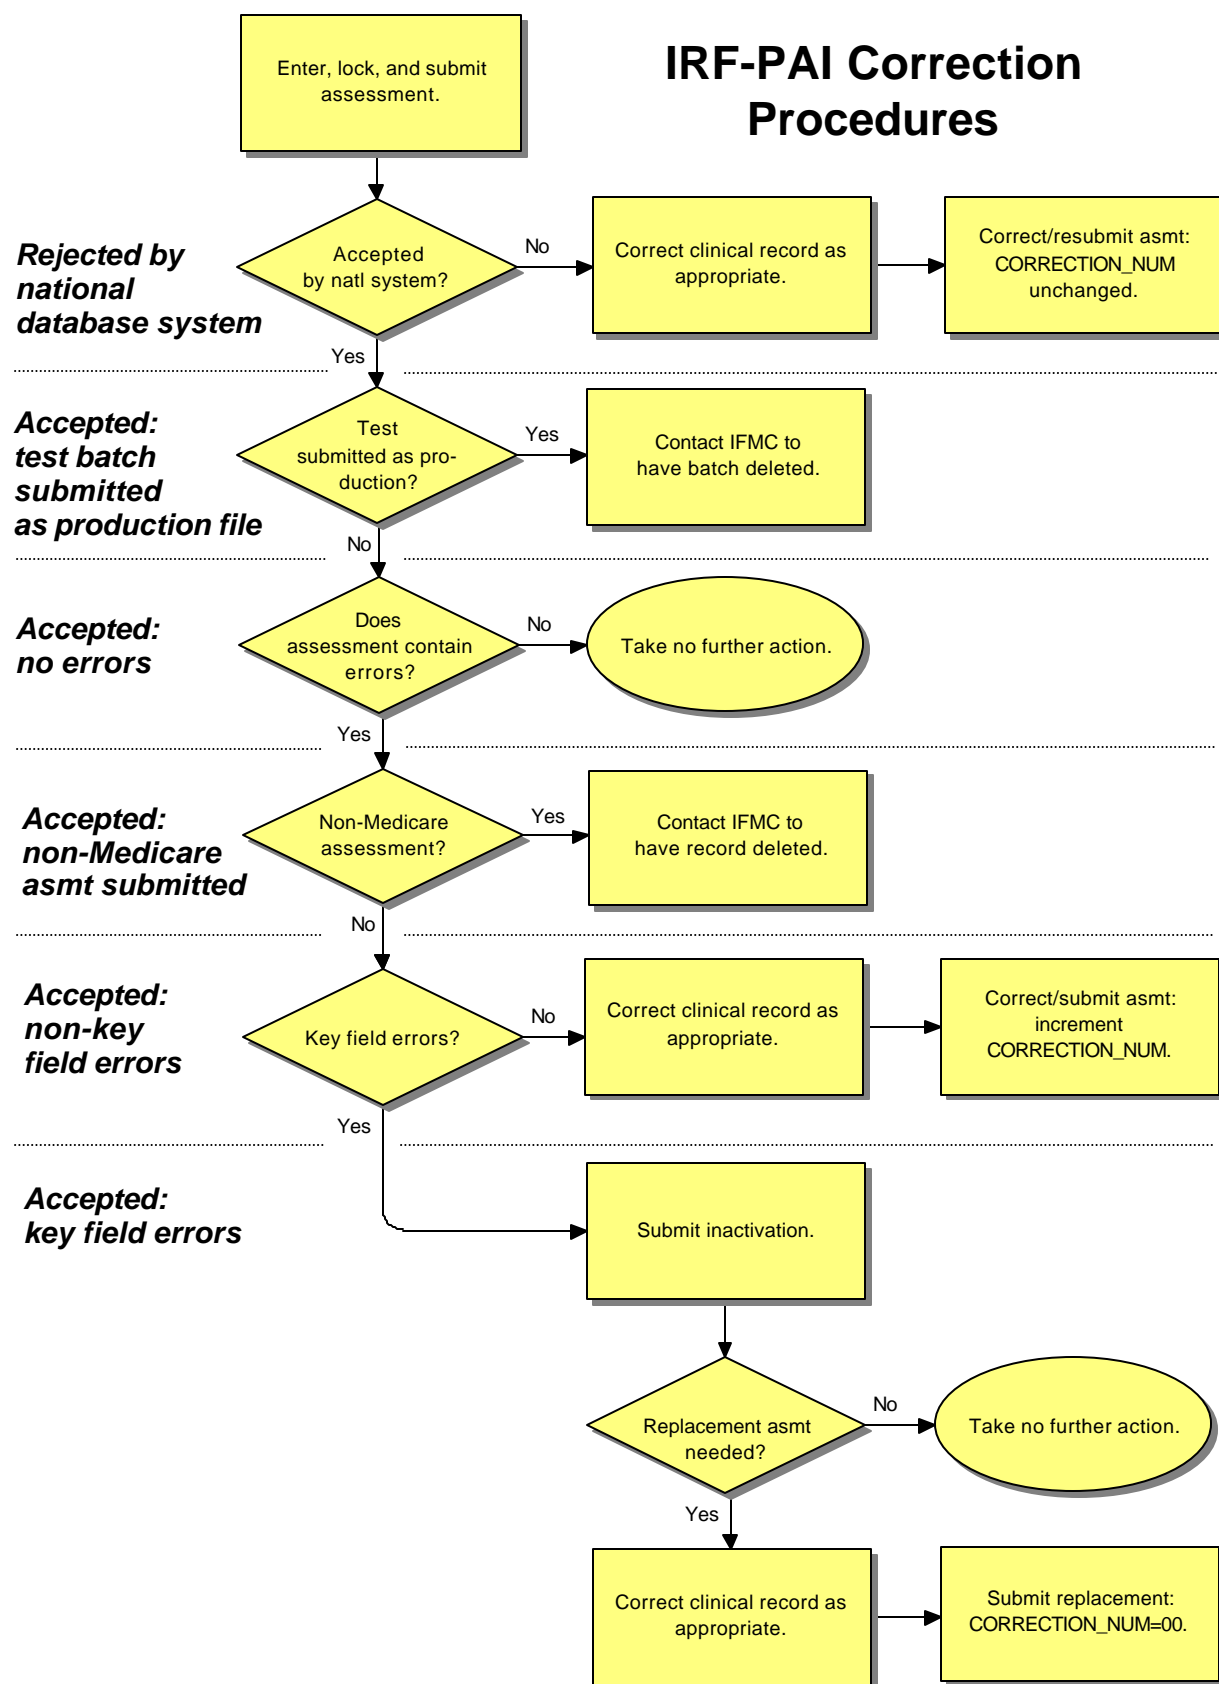 IRF-PAI Correction
Procedures
Enter, lock, and submit
assessment.
Rejected by
national
database system
Accepted
by natl system?
No
Correct clinical record as
appropriate.
Correct/resubmit asmt:
CORRECTION_NUM
unchanged.
Yes
Accepted:
test batch
submitted
as production file
Test
submitted as pro-
duction?
Yes
Contact IFMC to
have batch deleted.
No
Accepted:
no errors
Does
assessment contain
errors?
No
Take no further action.
Yes
Accepted:
non-Medicare
asmt submitted
Non-Medicare
assessment?
Yes
Contact IFMC to
have record deleted.
No
Accepted:
non-key
field errors
Key field errors?
No
Correct clinical record as
appropriate.
Correct/submit asmt:
increment
CORRECTION_NUM.
Yes
Accepted:
key field errors
Submit inactivation.
Replacement asmt
needed?
No
Take no further action.
Yes
Correct clinical record as
appropriate.
Submit replacement:
CORRECTION_NUM=00.